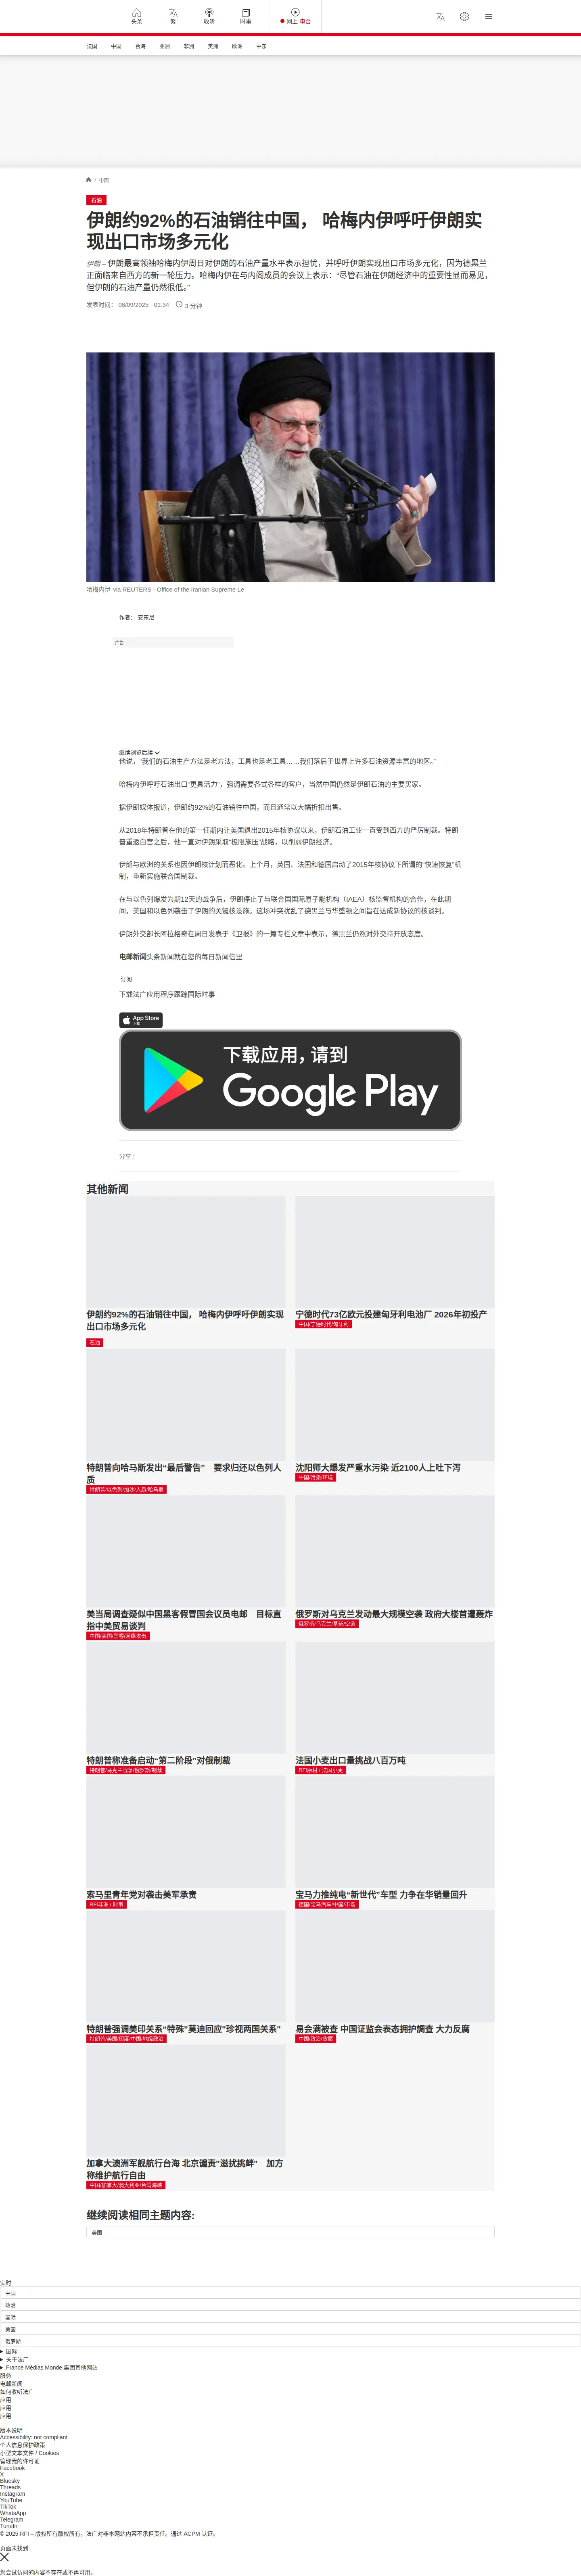 头条
繁
收听
时事
网上 电台
法国 中国 台海 亚洲 非洲 美洲 欧洲 中东
/ 中国
石油
伊朗约92%的石油销往中国， 哈梅内伊呼吁伊朗实
现出口市场多元化
伊朗 – 伊朗最高领袖哈梅内伊周日对伊朗的石油产量水平表示担忧，并呼吁伊朗实现出口市场多元化，因为德黑兰
正面临来自西方的新一轮压力。哈梅内伊在与内阁成员的会议上表示：“尽管石油在伊朗经济中的重要性显而易见，
但伊朗的石油产量仍然很低。”
发表时间： 08/09/2025 - 01:34 3 分钟
哈梅内伊 via REUTERS - Office of the Iranian Supreme Le
作者： 安东尼
广告
继续浏览后续
他说，“我们的石油生产方法是老方法，工具也是老工具……我们落后于世界上许多石油资源丰富的地区。”
哈梅内伊呼吁石油出口“更具活力”，强调需要各式各样的客户，当然中国仍然是伊朗石油的主要买家。
据伊朗媒体报道，伊朗约92%的石油销往中国，而且通常以大幅折扣出售。
从2018年特朗普在他的第一任期内让美国退出2015年核协议以来，伊朗石油工业一直受到西方的严厉制裁。特朗
普重返白宫之后，他一直对伊朗采取“极限施压”战略，以削弱伊朗经济。
伊朗与欧洲的关系也因伊朗核计划而恶化。上个月，英国、法国和德国启动了2015年核协议下所谓的“快速恢复”机
制，重新实施联合国制裁。
在与以色列爆发为期12天的战争后，伊朗停止了与联合国国际原子能机构（IAEA）核监督机构的合作，在此期
间，美国和以色列袭击了伊朗的关键核设施。这场冲突扰乱了德黑兰与华盛顿之间旨在达成新协议的核谈判。
伊朗外交部长阿拉格奇在周日发表于《卫报》的一篇专栏文章中表示，德黑兰仍然对外交持开放态度。
电邮新闻头条新闻就在您的每日新闻信里
订阅
下载法广应用程序跟踪国际时事
App Store
下载
下载应用，请到
Google Play
分享 :
其他新闻
伊朗约92%的石油销往中国， 哈梅内伊呼吁伊朗实现
出口市场多元化
石油
宁德时代73亿欧元投建匈牙利电池厂 2026年初投产
中国/宁德时代/匈牙利
特朗普向哈马斯发出“最后警告” 要求归还以色列人
质
特朗普/以色列/加沙/人质/哈马斯
沈阳师大爆发严重水污染 近2100人上吐下泻
中国/污染/环境
美当局调查疑似中国黑客假冒国会议员电邮 目标直
指中美贸易谈判
中国/美国/黑客/网络攻击
俄罗斯对乌克兰发动最大规模空袭 政府大楼首遭轰炸
俄罗斯/乌克兰/基辅/空袭
特朗普称准备启动“第二阶段”对俄制裁
特朗普/乌克兰战争/俄罗斯/制裁
法国小麦出口量挑战八百万吨
RFI原材 / 法国小麦
索马里青年党对袭击美军承责
RFI非洲 / 时事
宝马力推纯电“新世代”车型 力争在华销量回升
德国/宝马汽车/中国/市场
特朗普强调美印关系“特殊”莫迪回应“珍视两国关系”
特朗普/美国/印度/中国/地缘政治
易会满被查 中国证监会表态拥护調查 大力反腐
中国/政治/贪腐
加拿大澳洲军舰航行台海 北京谴责“滋扰挑衅” 加方
称维护航行自由
中国/加拿大/澳大利亚/台湾海峡
继续阅读相同主题内容:
美国
实时
中国
政治
国际
美国
俄罗斯
国际
关于法广
France Médias Monde 集团其他网站
服务
电邮新闻
如何收听法广
应用
应用
应用
版本说明
Accessibility: not compliant
个人信息保护政策
小型文本文件 / Cookies
管理我的许可证
Facebook
X
Bluesky
Threads
Instagram
YouTube
TikTok
WhatsApp
Telegram
TuneIn
© 2025 RFI – 版权所有版权所有。法广对非本网站内容不承担责任。通过 ACPM 认证。
页面未找到
您尝试访问的内容不存在或不再可用。